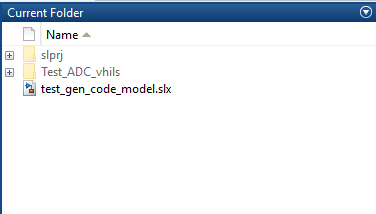 Current Folder
Name
slprj
Test_ADC_vhils
test_gen_code_model.slx